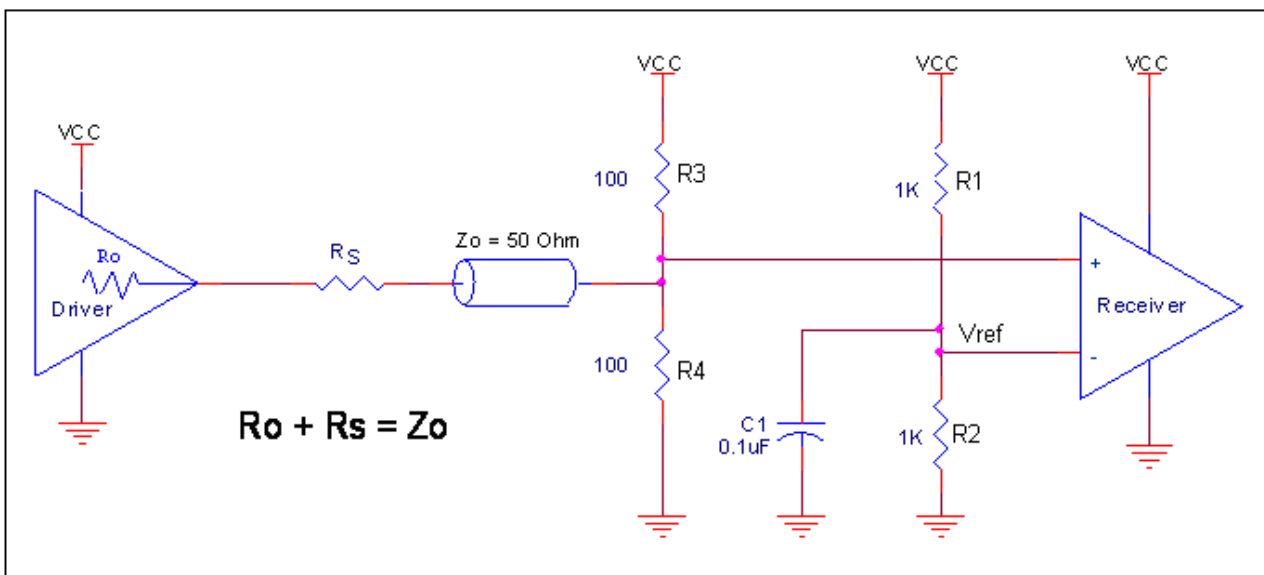 VCC
VCC
VCC
VCC
R3
100
R1
1K
Zo = 50 Ohm
Ro
RS
+
Driver
Receiver
Vref
-
R4
100
Ro + Rs = Zo
C1
0.1uF
R2
1K